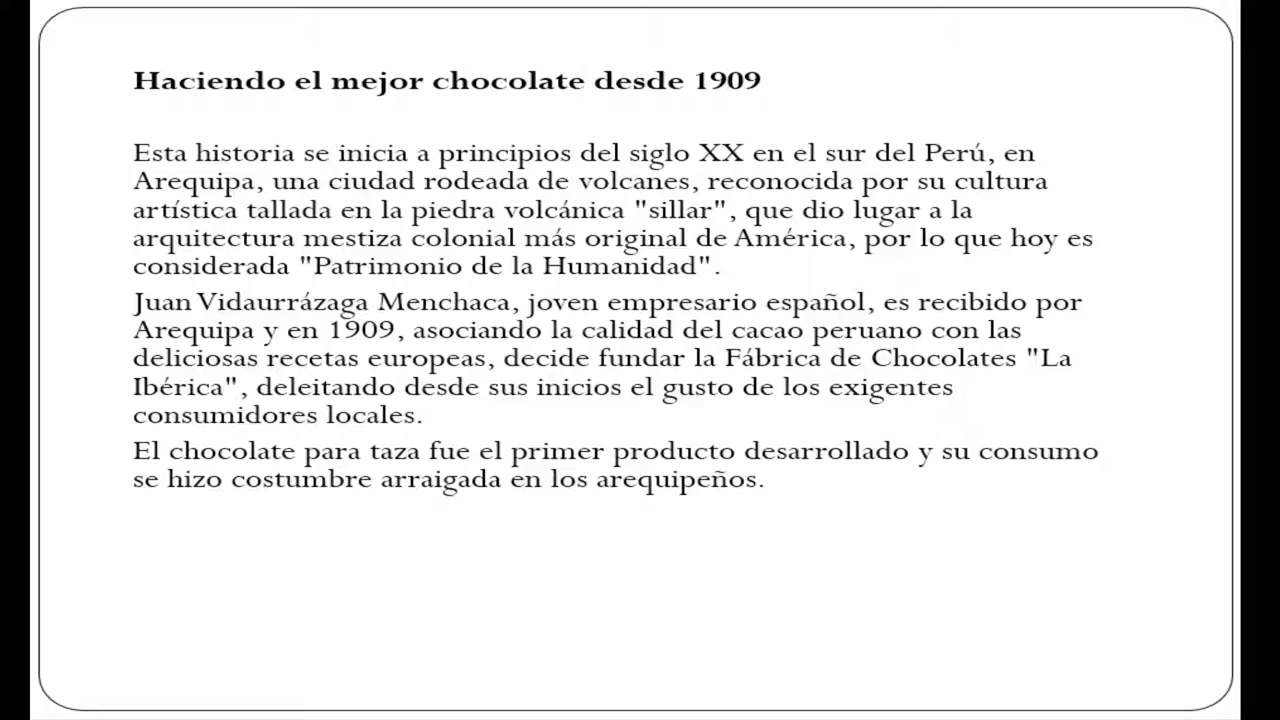 Haciendo el mejor chocolate desde 1909
Esta historia se inicia a principios del siglo XX en el sur del Perú, en
Arequipa, una ciudad rodeada de volcanes, reconocida por su cultura
artística tallada en la piedra volcánica "sillar", que dio lugar a la
arquitectura mestiza colonial más original de América, por lo que hoy es
considerada "Patrimonio de la Humanidad".
Juan Vidaurrázaga Menchaca, joven empresario español, es recibido por
Arequipa y en 1909, asociando la calidad del cacao peruano con las
deliciosas recetas europeas, decide fundar la Fábrica de Chocolates "La
Ibérica", deleitando desde sus inicios el gusto de los exigentes
consumidores locales.
El chocolate para taza fue el primer producto desarrollado y su consumo
se hizo costumbre arraigada en los arequipeños.